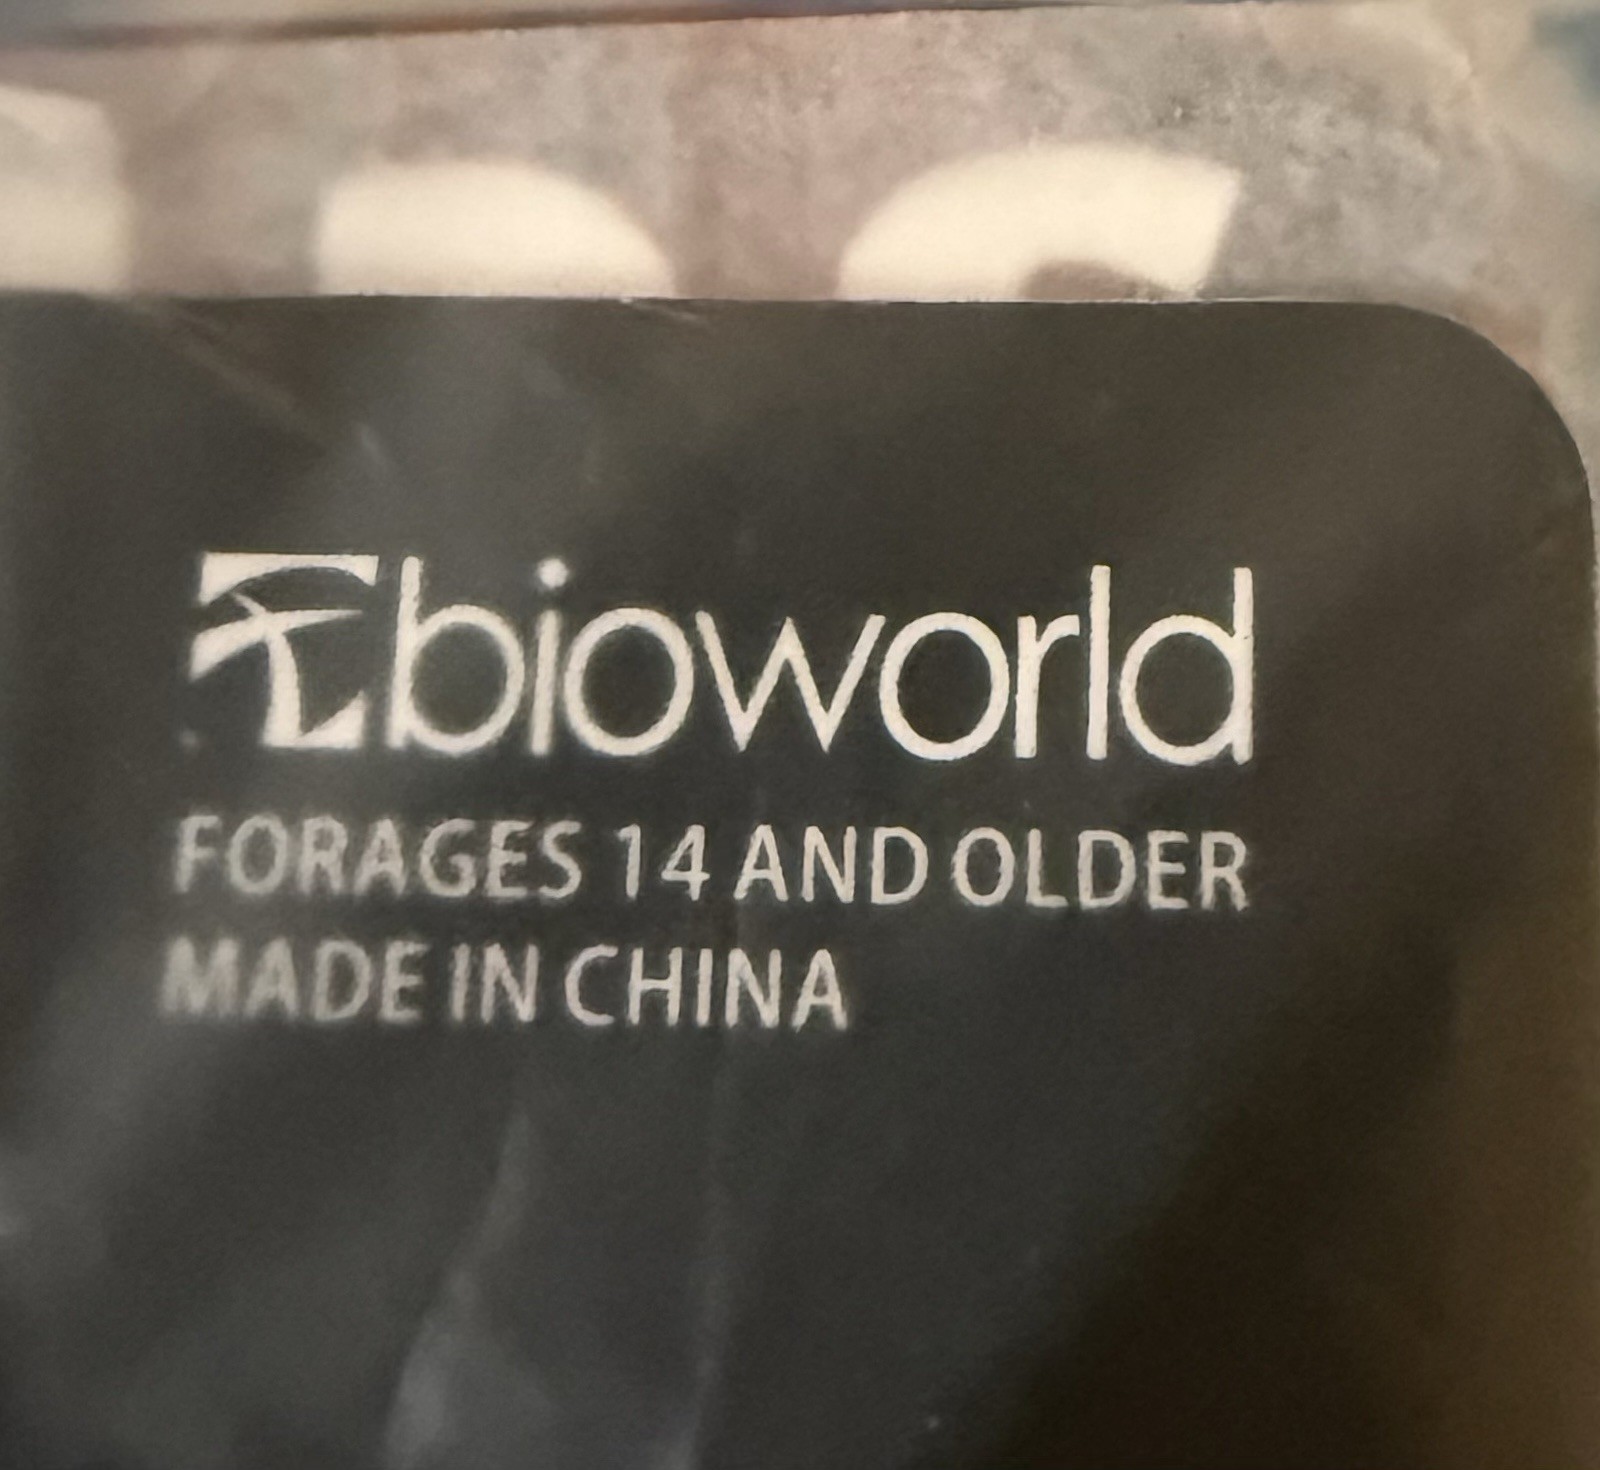 bioworld
FORAGES 14 AND OLDER
MADE IN CHINA